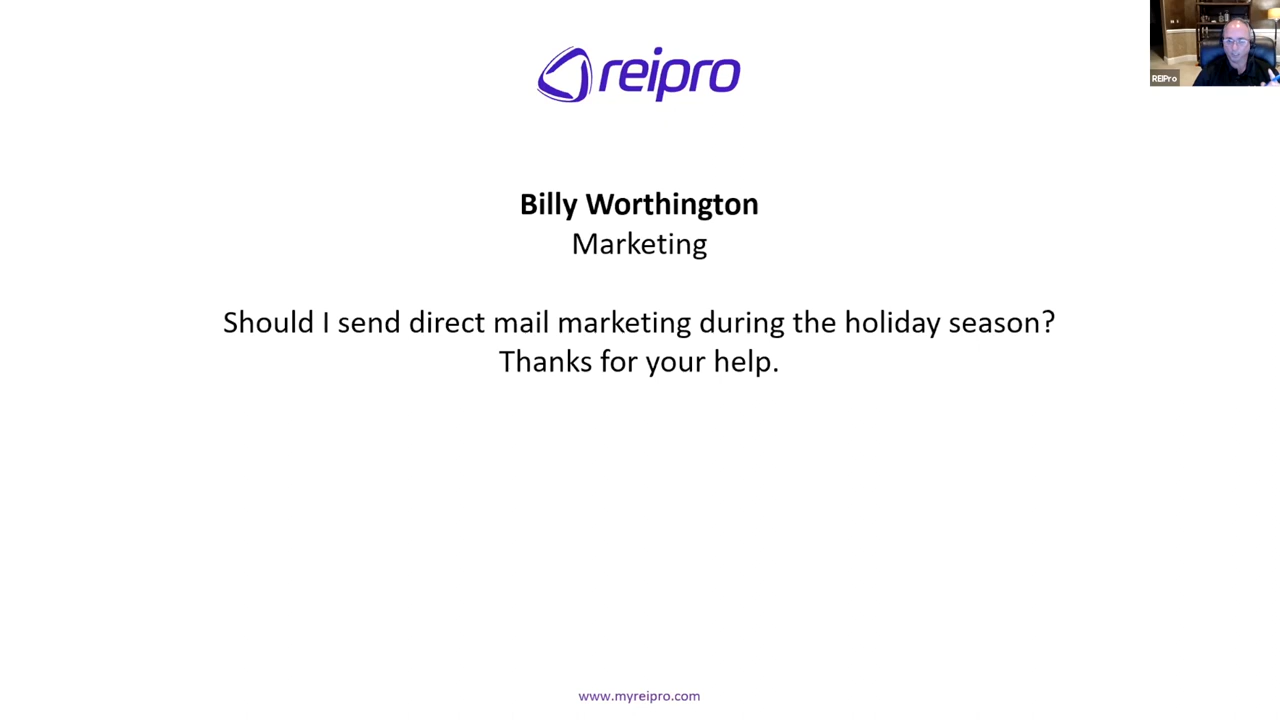 reipro
REIPro
Billy Worthington
Marketing
Should I send direct mail marketing during the holiday season?
Thanks for your help.
www.myreipro.com